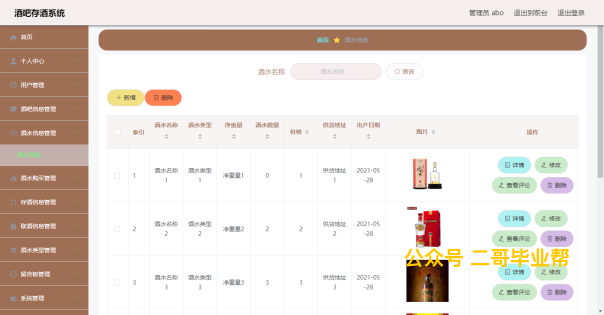 酒吧存酒系统
管理员 abo 退出到前台 退出登录
首页
个人中心
用户管理
酒吧信息管理
酒水信息管理
酒水购买管理
存酒信息管理
取酒信息管理
酒水类型管理
留言板管理
系统管理
首页 酒水信息
酒水名称 酒水名称 查询
新增 删除
索引 酒水名称 酒水类型 净重量 酒水数量 价格 供货地址 出产日期 图片 操作
1 酒水名称1 酒水类型1 净重量1 0 1 供货地址1 2021-05-28 详情 修改
查看评论 删除
2 酒水名称2 酒水类型2 净重量2 2 2 供货地址2 2021-05-28 详情 修改
查看评论 删除
公众号 二哥毕业帮
3 酒水名称3 酒水类型3 净重量3 3 3 供货地址3 2021-05-28 详情 修改
查看评论 删除